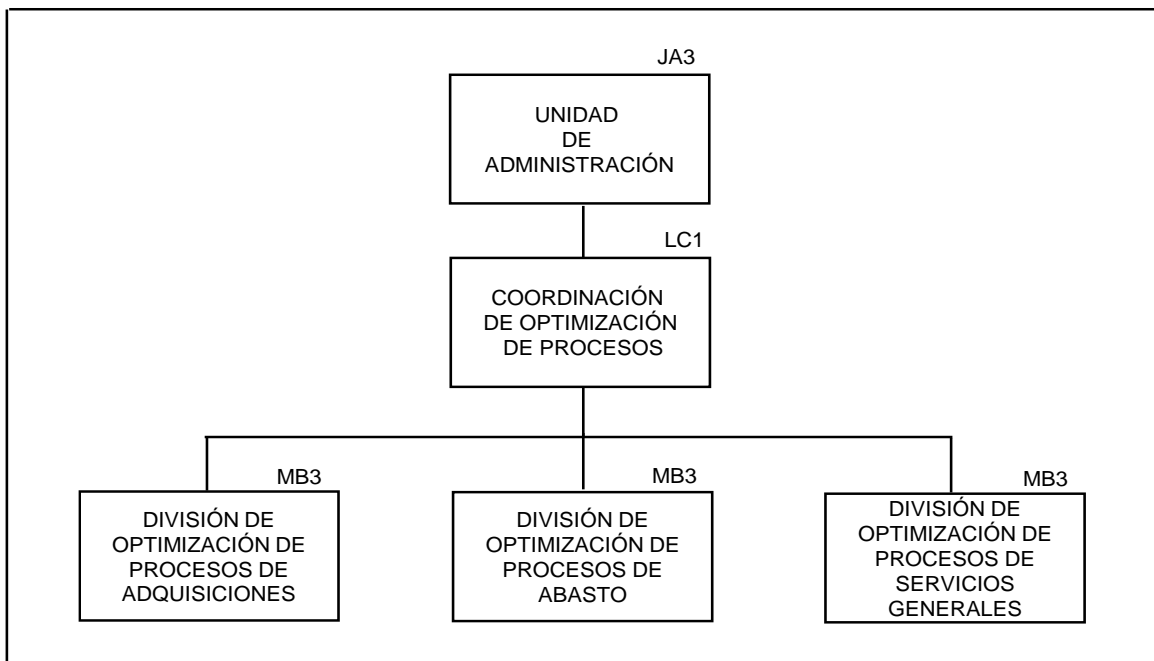 JA3
UNIDAD
DE
ADMINISTRACIÓN
LC1
COORDINACIÓN
DE OPTIMIZACIÓN
DE PROCESOS
MB3
DIVISIÓN DE
OPTIMIZACIÓN DE
PROCESOS DE
ADQUISICIONES
MB3
DIVISIÓN DE
OPTIMIZACIÓN DE
PROCESOS DE
ABASTO
MB3
DIVISIÓN DE
OPTIMIZACIÓN DE
PROCESOS DE
SERVICIOS
GENERALES